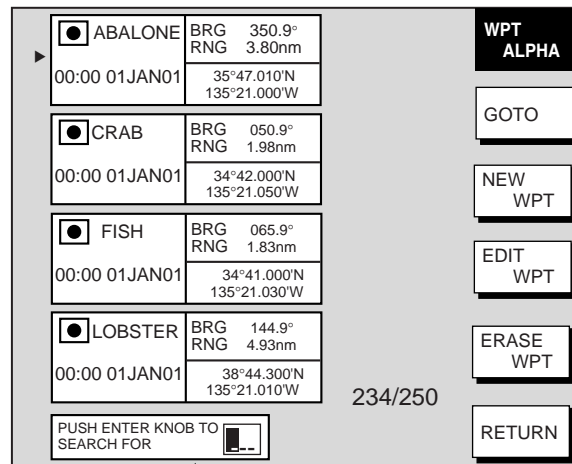 ABALONE
00:00 01JAN01
BRG 350.9°
RNG 3.80nm
35°47.010'N
135°21.000'W
CRAB
00:00 01JAN01
BRG 050.9°
RNG 1.98nm
34°42.000'N
135°21.050'W
FISH
00:00 01JAN01
BRG 065.9°
RNG 1.83nm
34°41.000'N
135°21.030'W
LOBSTER
00:00 01JAN01
BRG 144.9°
RNG 4.93nm
38°44.300'N
135°21.010'W
PUSH ENTER KNOB TO
SEARCH FOR
234/250
WPT
ALPHA
GOTO
NEW
WPT
EDIT
WPT
ERASE
WPT
RETURN